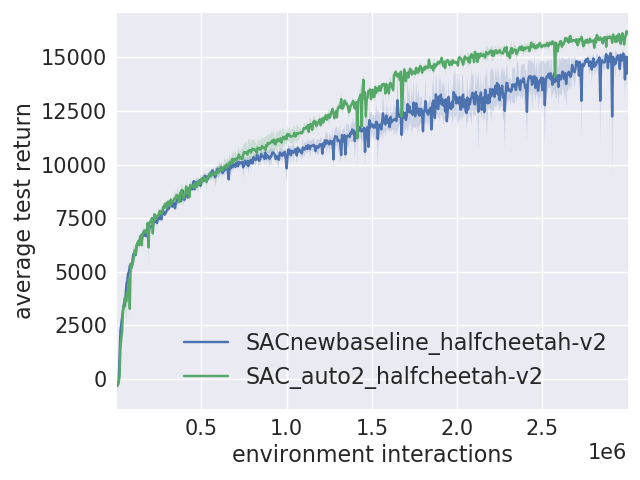 15000
12500
10000
7500
5000
2500
0
average test return
SACnewbaseline_halfcheetah-v2
SAC_auto2_halfcheetah-v2
0.5 1.0 1.5 2.0 2.5
1e6
environment interactions